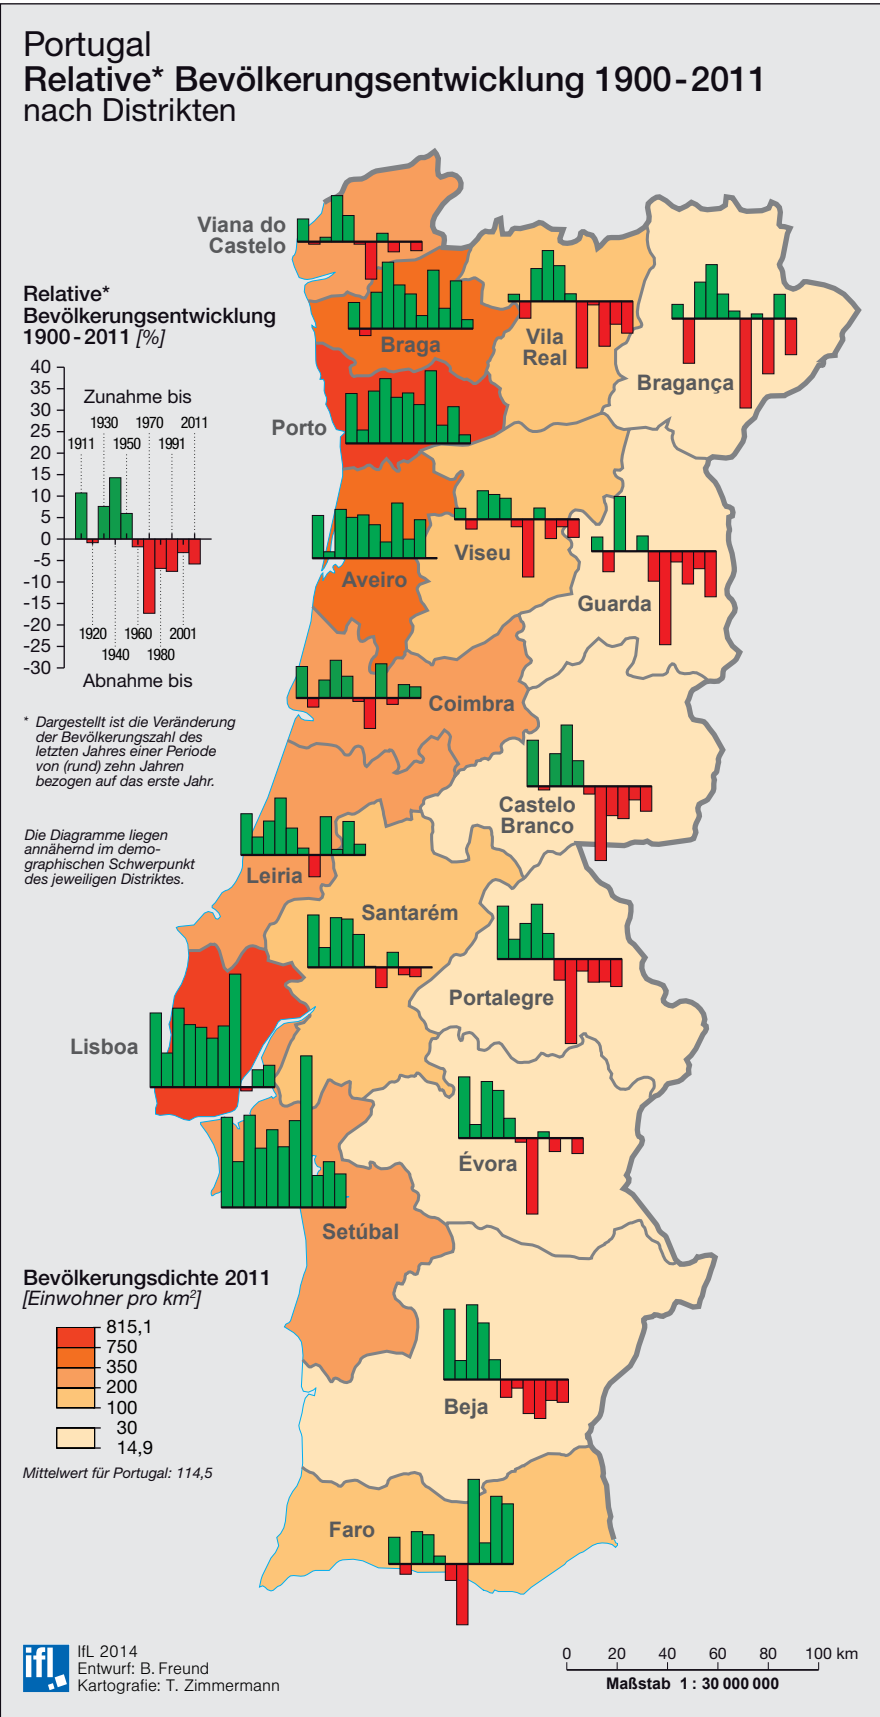 Portugal
Relative* Bevölkerungsentwicklung 1900-2011
nach Distrikten
Viana do
Castelo
Braga
Vila
Real
Bragança
Porto
Aveiro
Viseu
Guarda
Coimbra
Castelo
Branco
Leiria
Santarém
Portalegre
Lisboa
Évora
Setúbal
Beja
Faro
Relative*
Bevölkerungsentwicklung
1900-2011 [%]
40
35
30
25
20
15
10
5
0
-5
-10
-15
-20
-25
-30
Zunahme bis
1930 1970 2011
1911 1950 1991
1920 1960 2001
1940 1980
Abnahme bis
* Dargestellt ist die Veränderung
der Bevölkerungszahl des
letzten Jahres einer Periode
von (rund) zehn Jahren
bezogen auf das erste Jahr.
Die Diagramme liegen
annähernd im demo-
graphischen Schwerpunkt
des jeweiligen Distriktes.
Bevölkerungsdichte 2011
[Einwohner pro km²]
815,1
750
350
200
100
30
14,9
Mittelwert für Portugal: 114,5
ifl
IfL 2014
Entwurf: B. Freund
Kartografie: T. Zimmermann
0 20 40 60 80 100 km
Maßstab 1 : 30 000 000